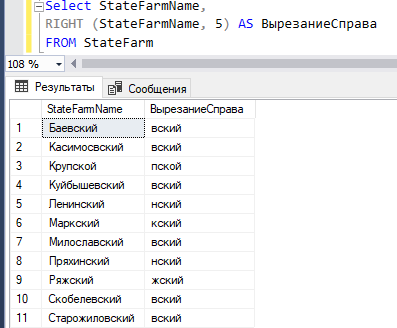 Select StateFarmName,
RIGHT (StateFarmName, 5) AS ВырезаниеСправа
FROM StateFarm
108 %
Результаты Сообщения
StateFarmName ВырезаниеСправа
1 Баевский вский
2 Касимосвский вский
3 Крупской пской
4 Куйбышевский вский
5 Ленинский нский
6 Маркский кский
7 Милославский вский
8 Пряхинский нский
9 Ряжский жский
10 Скобелевский вский
11 Старожиловский вский